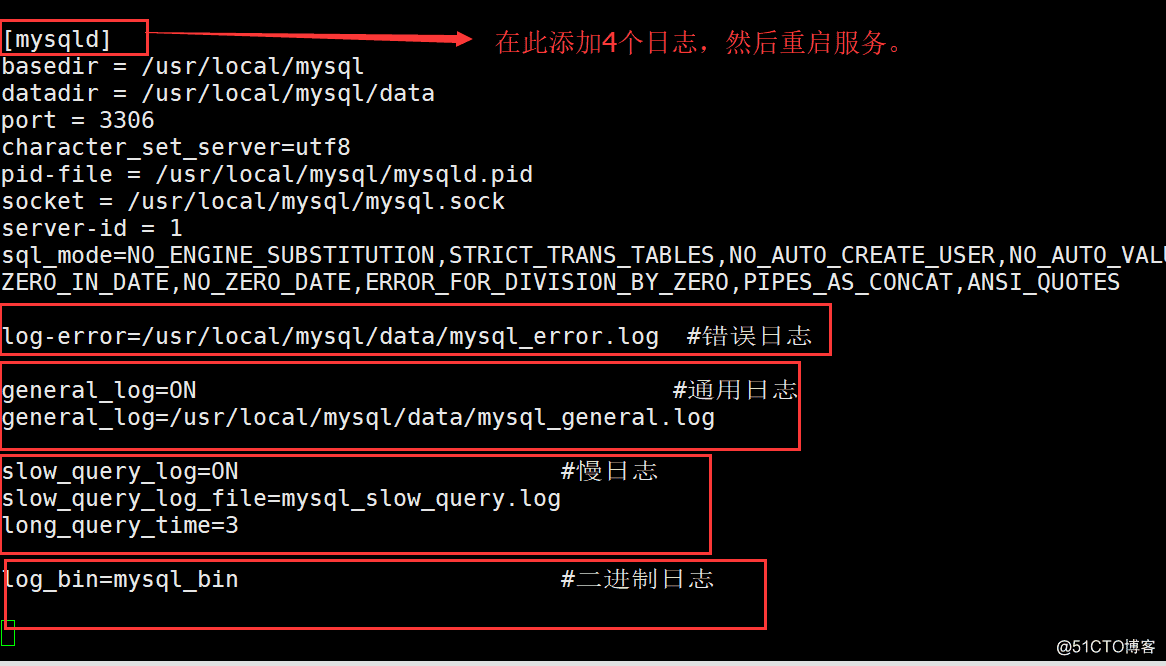 [mysqld]
在此添加4个日志，然后重启服务。
basedir = /usr/local/mysql
datadir = /usr/local/mysql/data
port = 3306
character_set_server=utf8
pid-file = /usr/local/mysql/mysqld.pid
socket = /usr/local/mysql/mysql.sock
server-id = 1
sql_mode=NO_ENGINE_SUBSTITUTION,STRICT_TRANS_TABLES,NO_AUTO_CREATE_USER,NO_AUTO_VALU
ZERO_IN_DATE,NO_ZERO_DATE,ERROR_FOR_DIVISION_BY_ZERO,PIPES_AS_CONCAT,ANSI_QUOTES
log-error=/usr/local/mysql/data/mysql_error.log #错误日志
general_log=ON #通用日志
general_log=/usr/local/mysql/data/mysql_general.log
slow_query_log=ON #慢日志
slow_query_log_file=mysql_slow_query.log
long_query_time=3
log_bin=mysql_bin #二进制日志
@51CTO博客